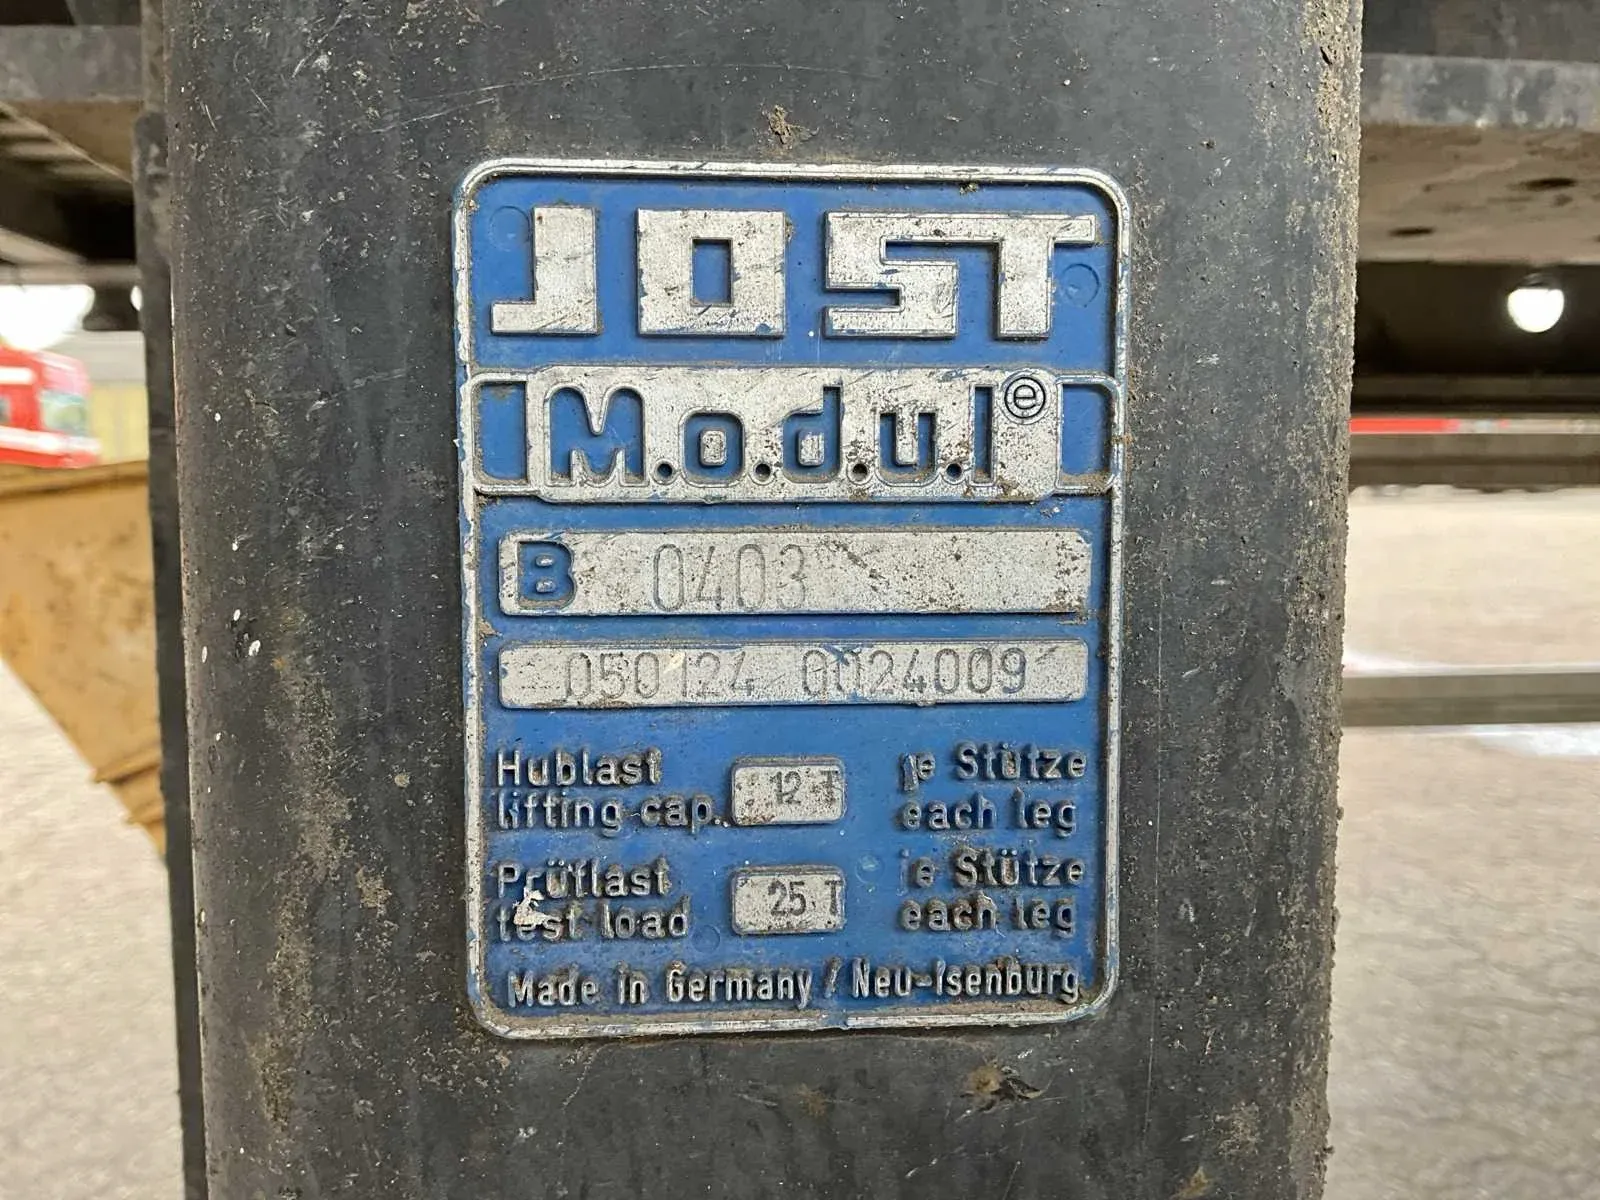 JOST
M.o.d.u.l ⓔ
B 0403
050124 0024009
Hublast 12 T je Stütze
lifting cap. each leg
Prüflast 25 T je Stütze
test load each leg
Made in Germany / Neu-Isenburg